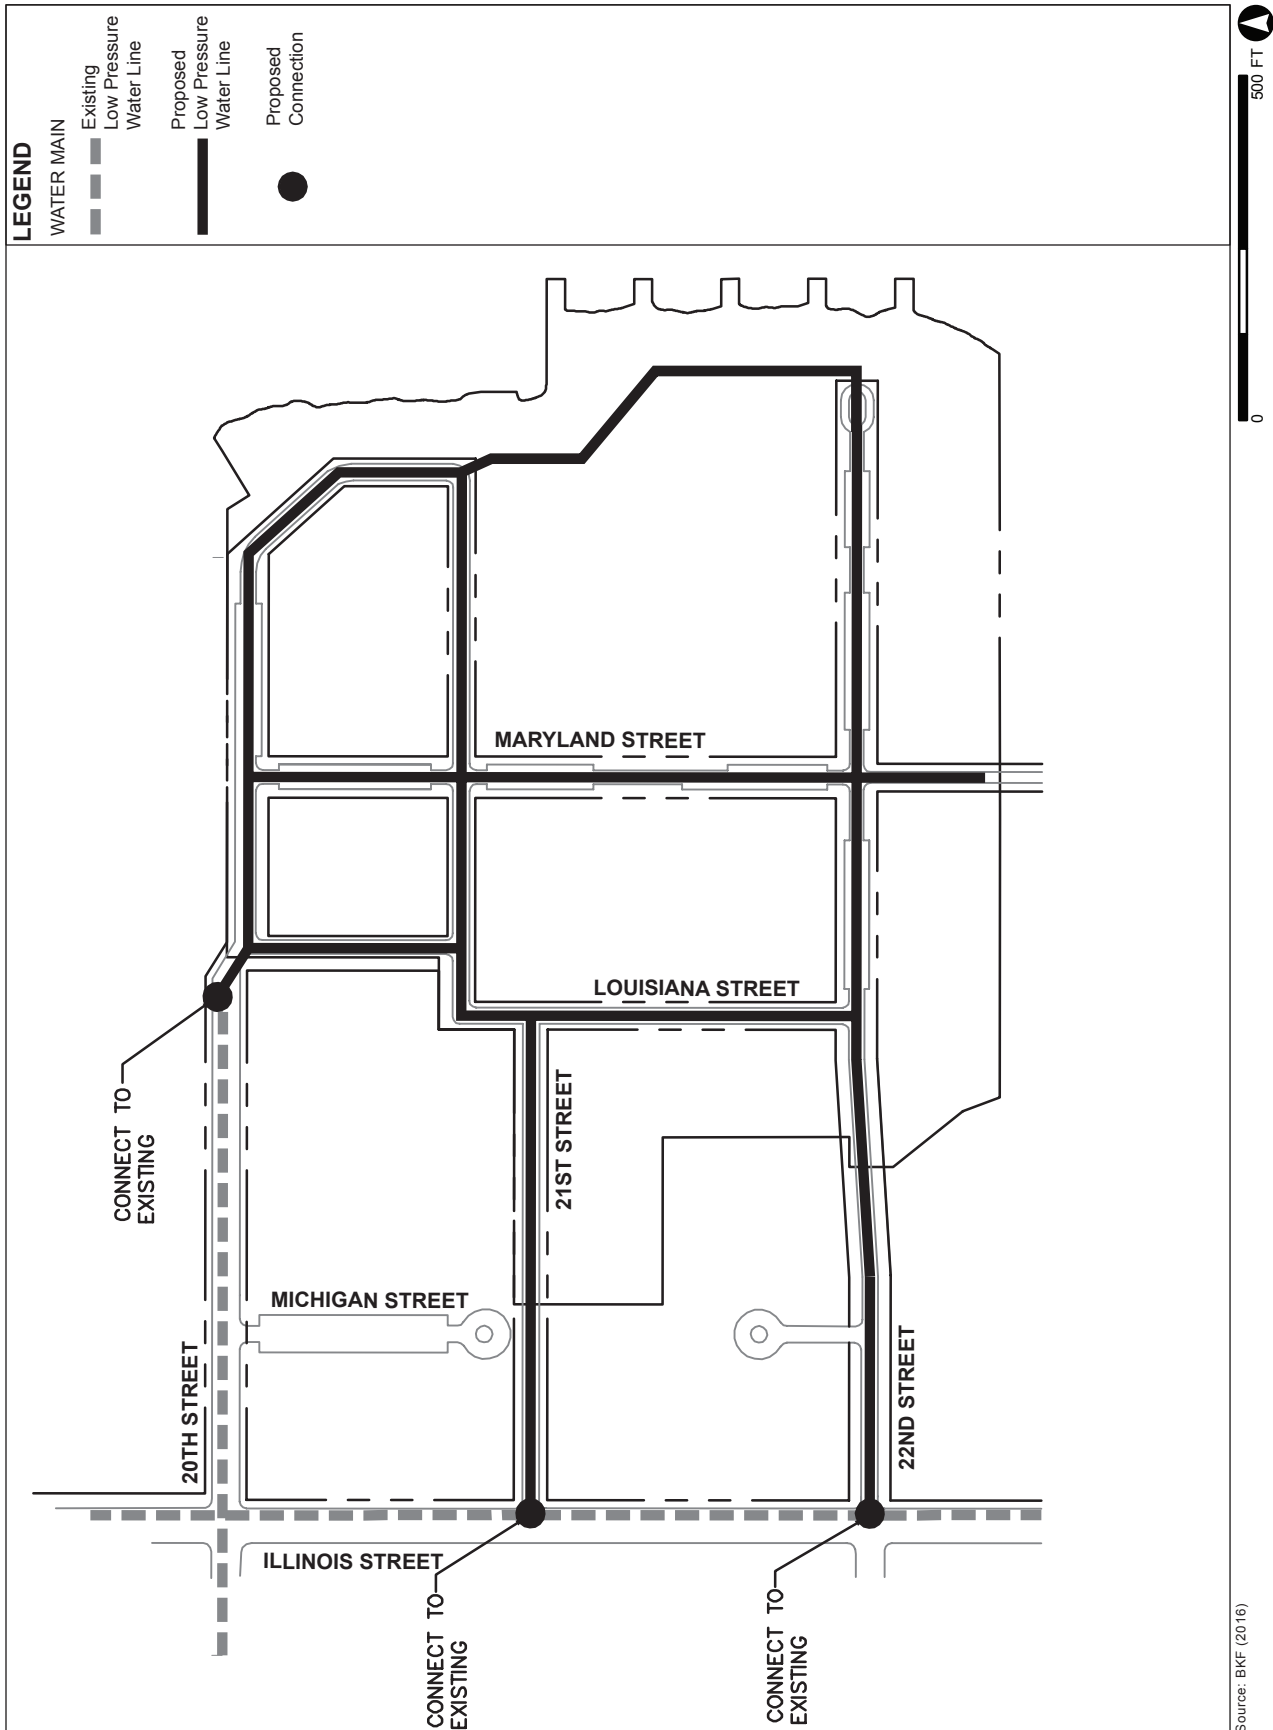 LEGEND
WATER MAIN
Existing
Low Pressure
Water Line
Proposed
Low Pressure
Water Line
Proposed
Connection
0
500 FT
MARYLAND STREET
LOUISIANA STREET
CONNECT TO
EXISTING
21ST STREET
MICHIGAN STREET
20TH STREET
22ND STREET
ILLINOIS STREET
CONNECT TO
EXISTING
CONNECT TO
EXISTING
Source: BKF (2016)